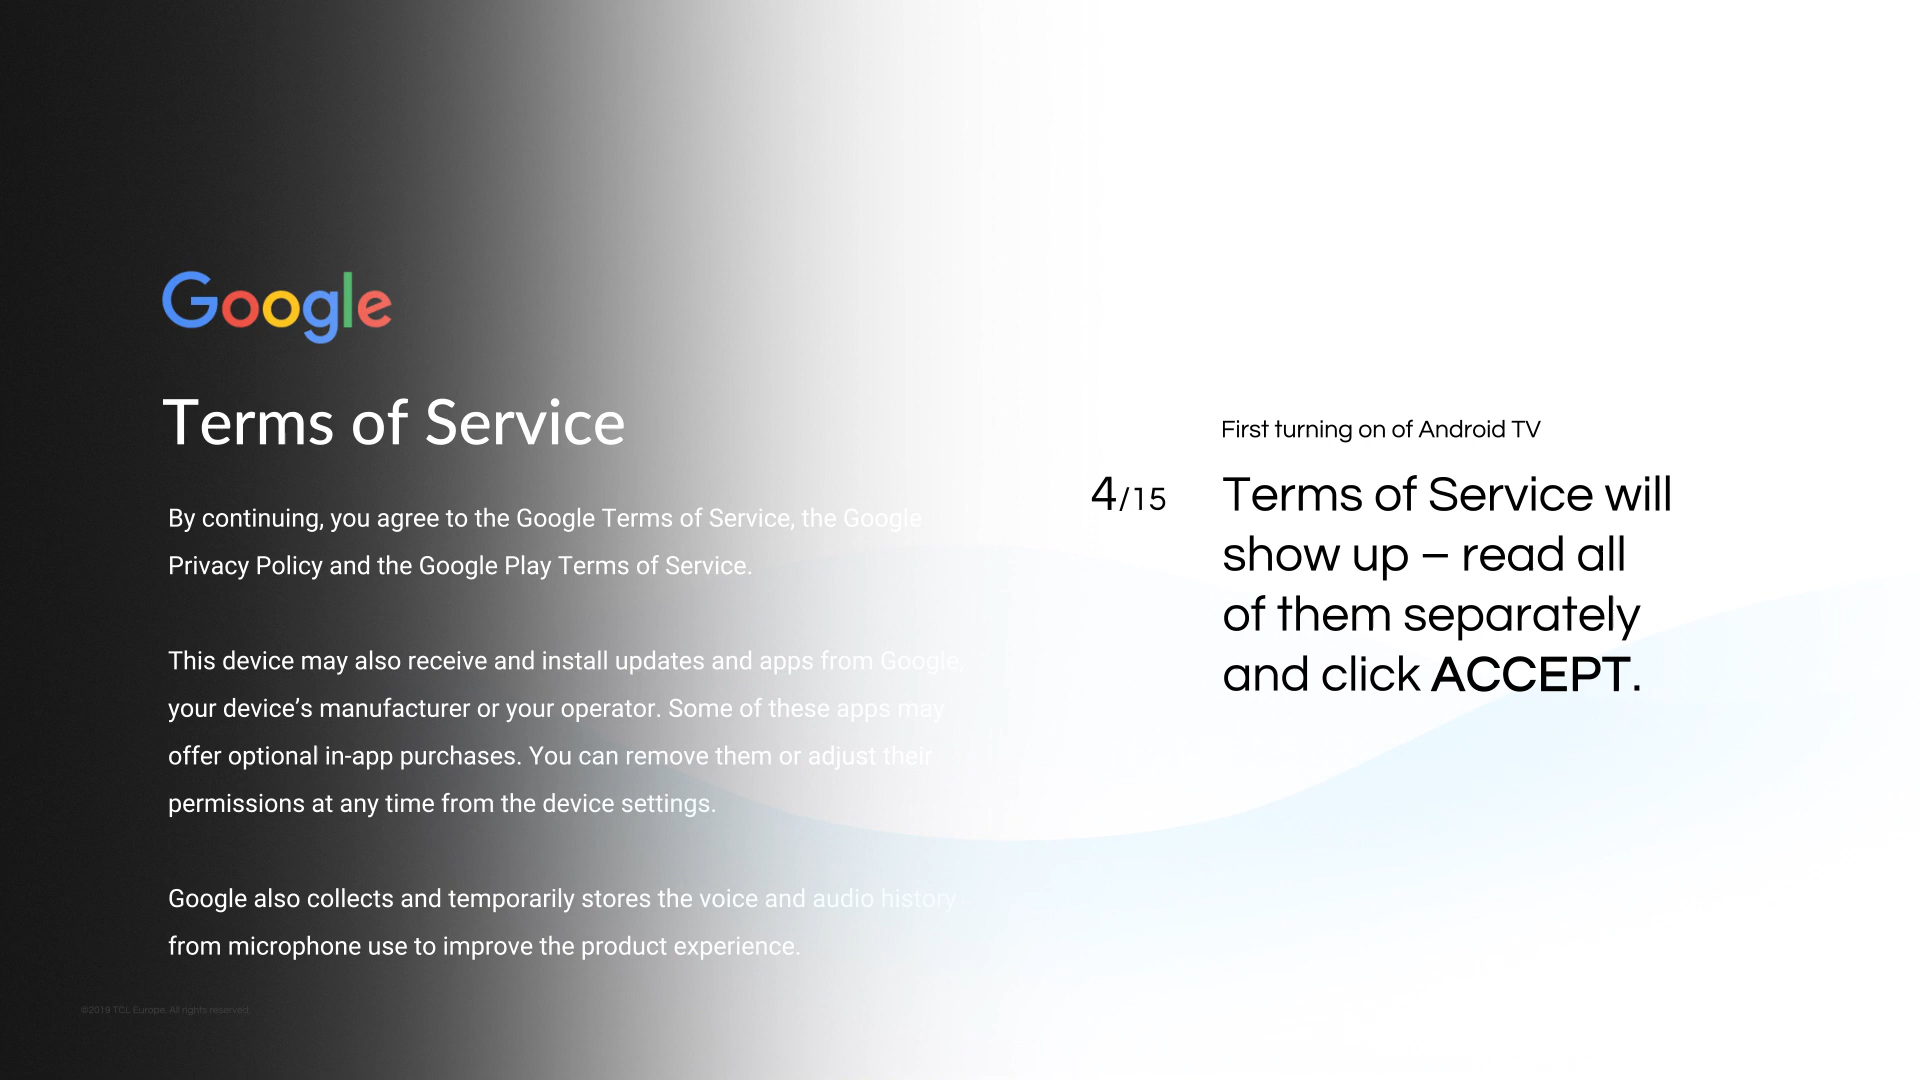 Google
Terms of Service
By continuing, you agree to the Google Terms of Service, the Google
Privacy Policy and the Google Play Terms of Service.
This device may also receive and install updates and apps from Google,
your device’s manufacturer or your operator. Some of these apps may
offer optional in-app purchases. You can remove them or adjust their
permissions at any time from the device settings.
Google also collects and temporarily stores the voice and audio history
from microphone use to improve the product experience.
©2019 TCL Europe. All rights reserved.
First turning on of Android TV
4/15
Terms of Service will
show up – read all
of them separately
and click ACCEPT.